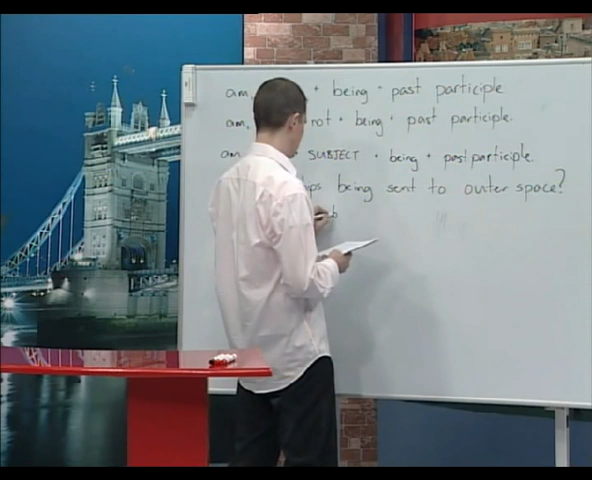 am, + being + past participle
am, not + being + past participle.
am SUBJECT + being + past participle.
being sent to outer space?